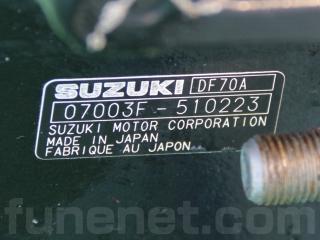 SUZUKI DF70A
07003F-510223
SUZUKI MOTOR CORPORATION
MADE IN JAPAN
FABRIQUE AU JAPON
funenet.com